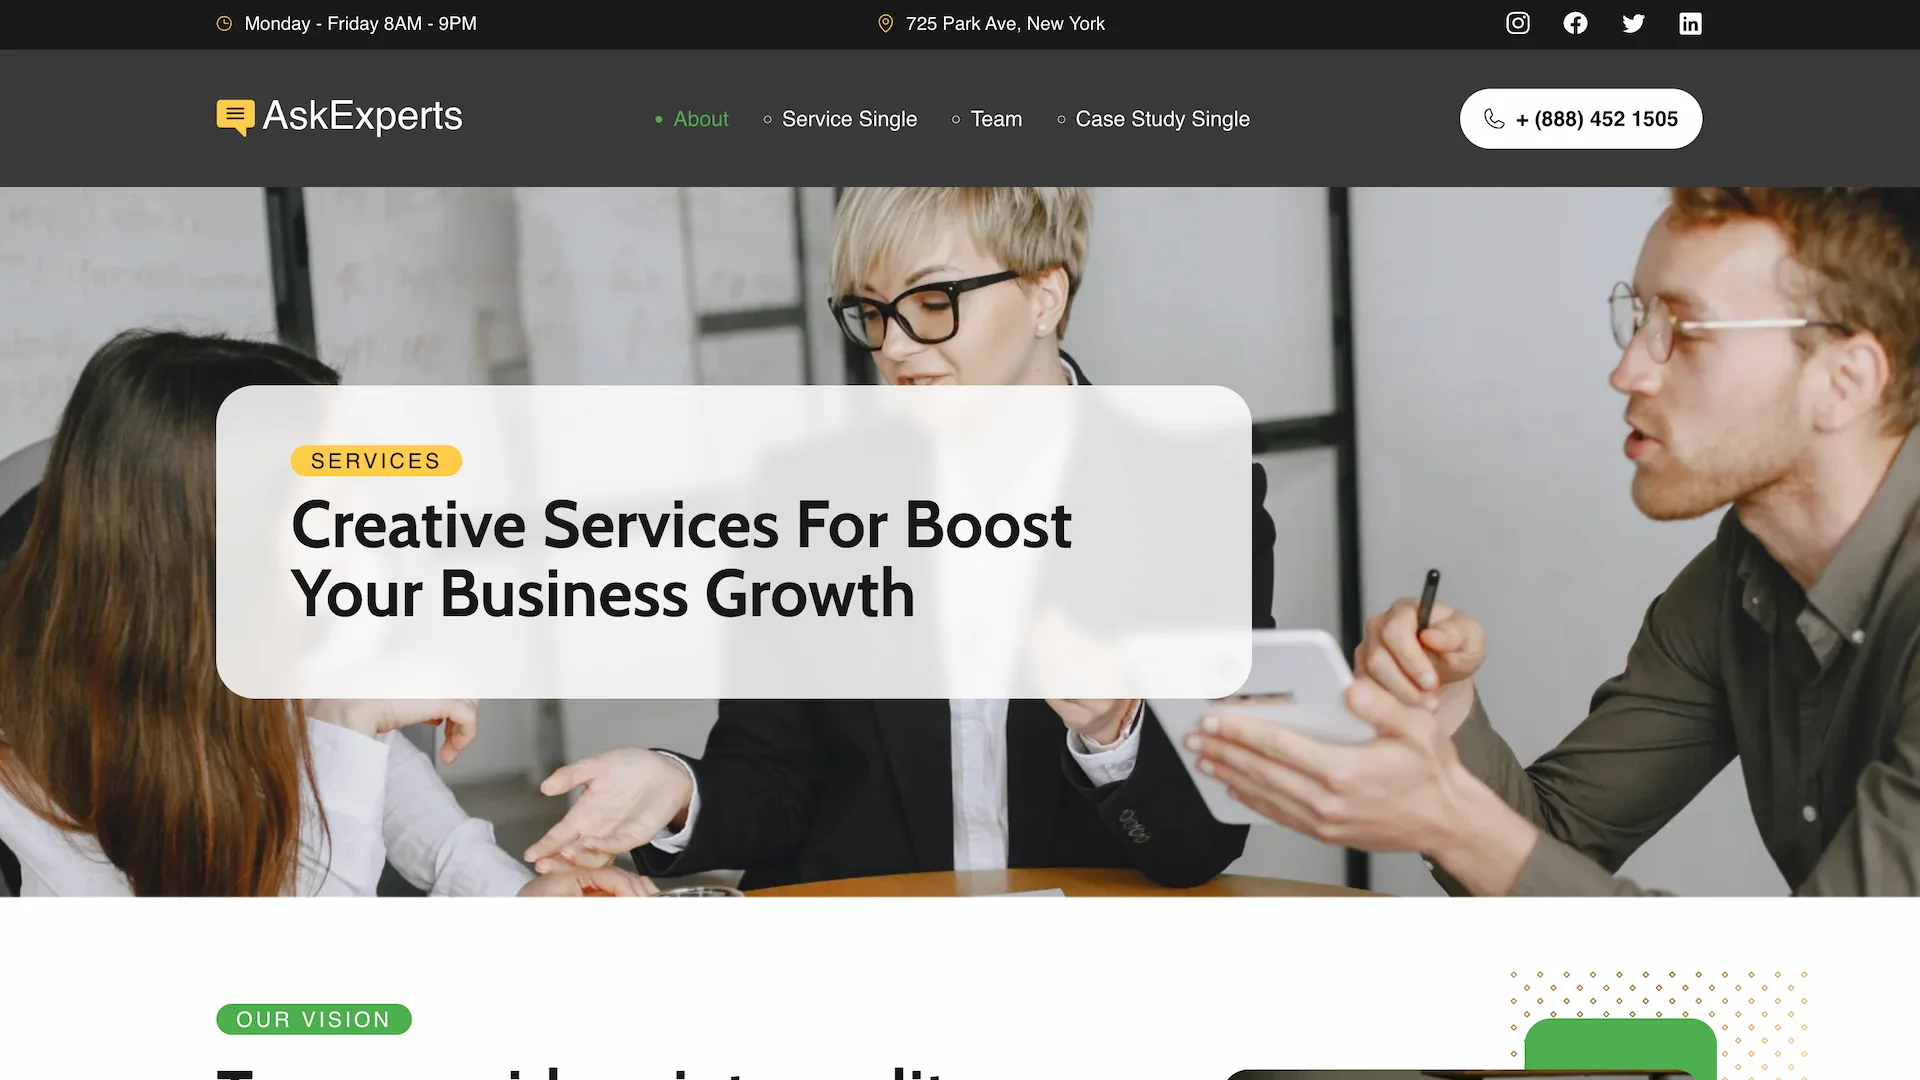 Monday - Friday 8AM - 9PM
725 Park Ave, New York
AskExperts
About
Service Single
Team
Case Study Single
+ (888) 452 1505
SERVICES
Creative Services For Boost
Your Business Growth
OUR VISION